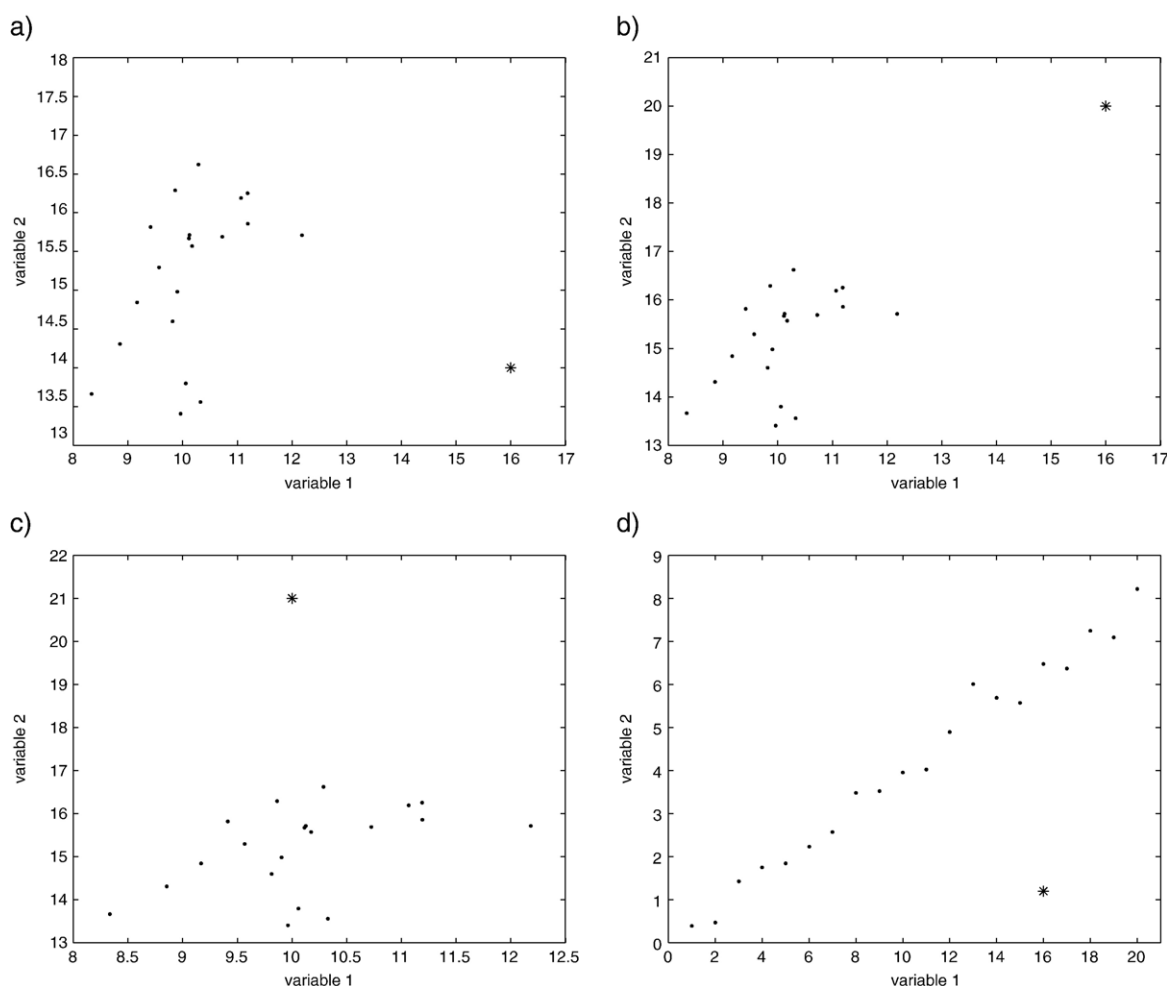 a)
18
17.5
17
16.5
16
15.5
15
14.5
14
13.5
13
variable 2
8 9 10 11 12 13 14 15 16 17
variable 1
b)
21
20
19
18
17
16
15
14
13
variable 2
8 9 10 11 12 13 14 15 16 17
variable 1
c)
22
21
20
19
18
17
16
15
14
13
variable 2
8 8.5 9 9.5 10 10.5 11 11.5 12 12.5
variable 1
d)
9
8
7
6
5
4
3
2
1
0
variable 2
0 2 4 6 8 10 12 14 16 18 20
variable 1